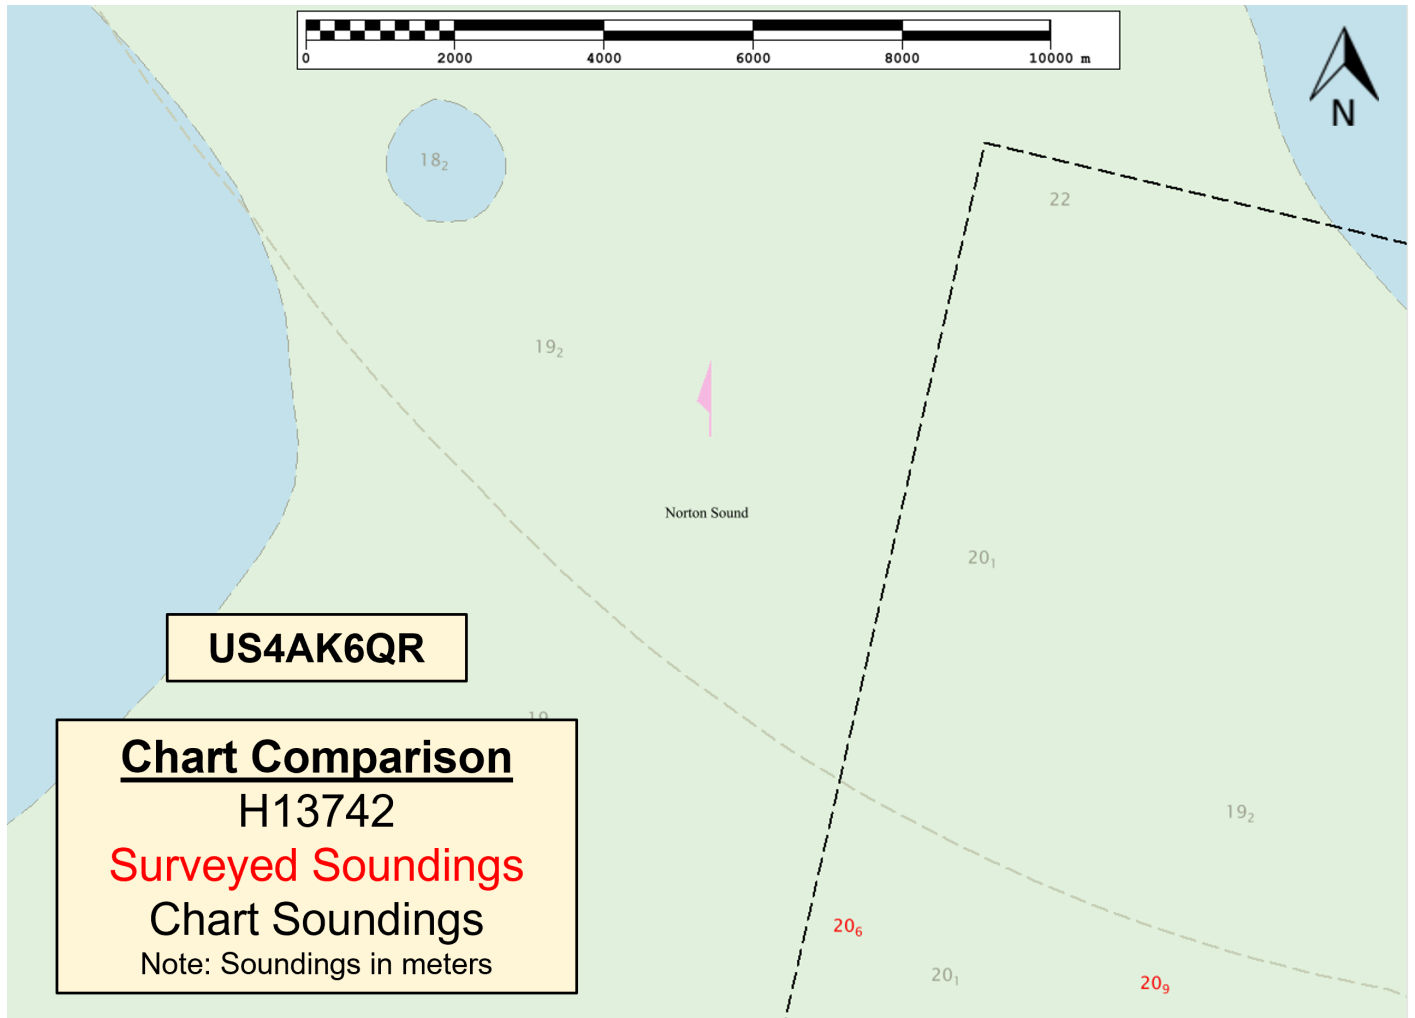 0 2000 4000 6000 8000 10000 m
N
18₂
22
19₂
Norton Sound
20₁
US4AK6QR
19
Chart Comparison
H13742
Surveyed Soundings
Chart Soundings
Note: Soundings in meters
19₂
20₆
20₁
20₉